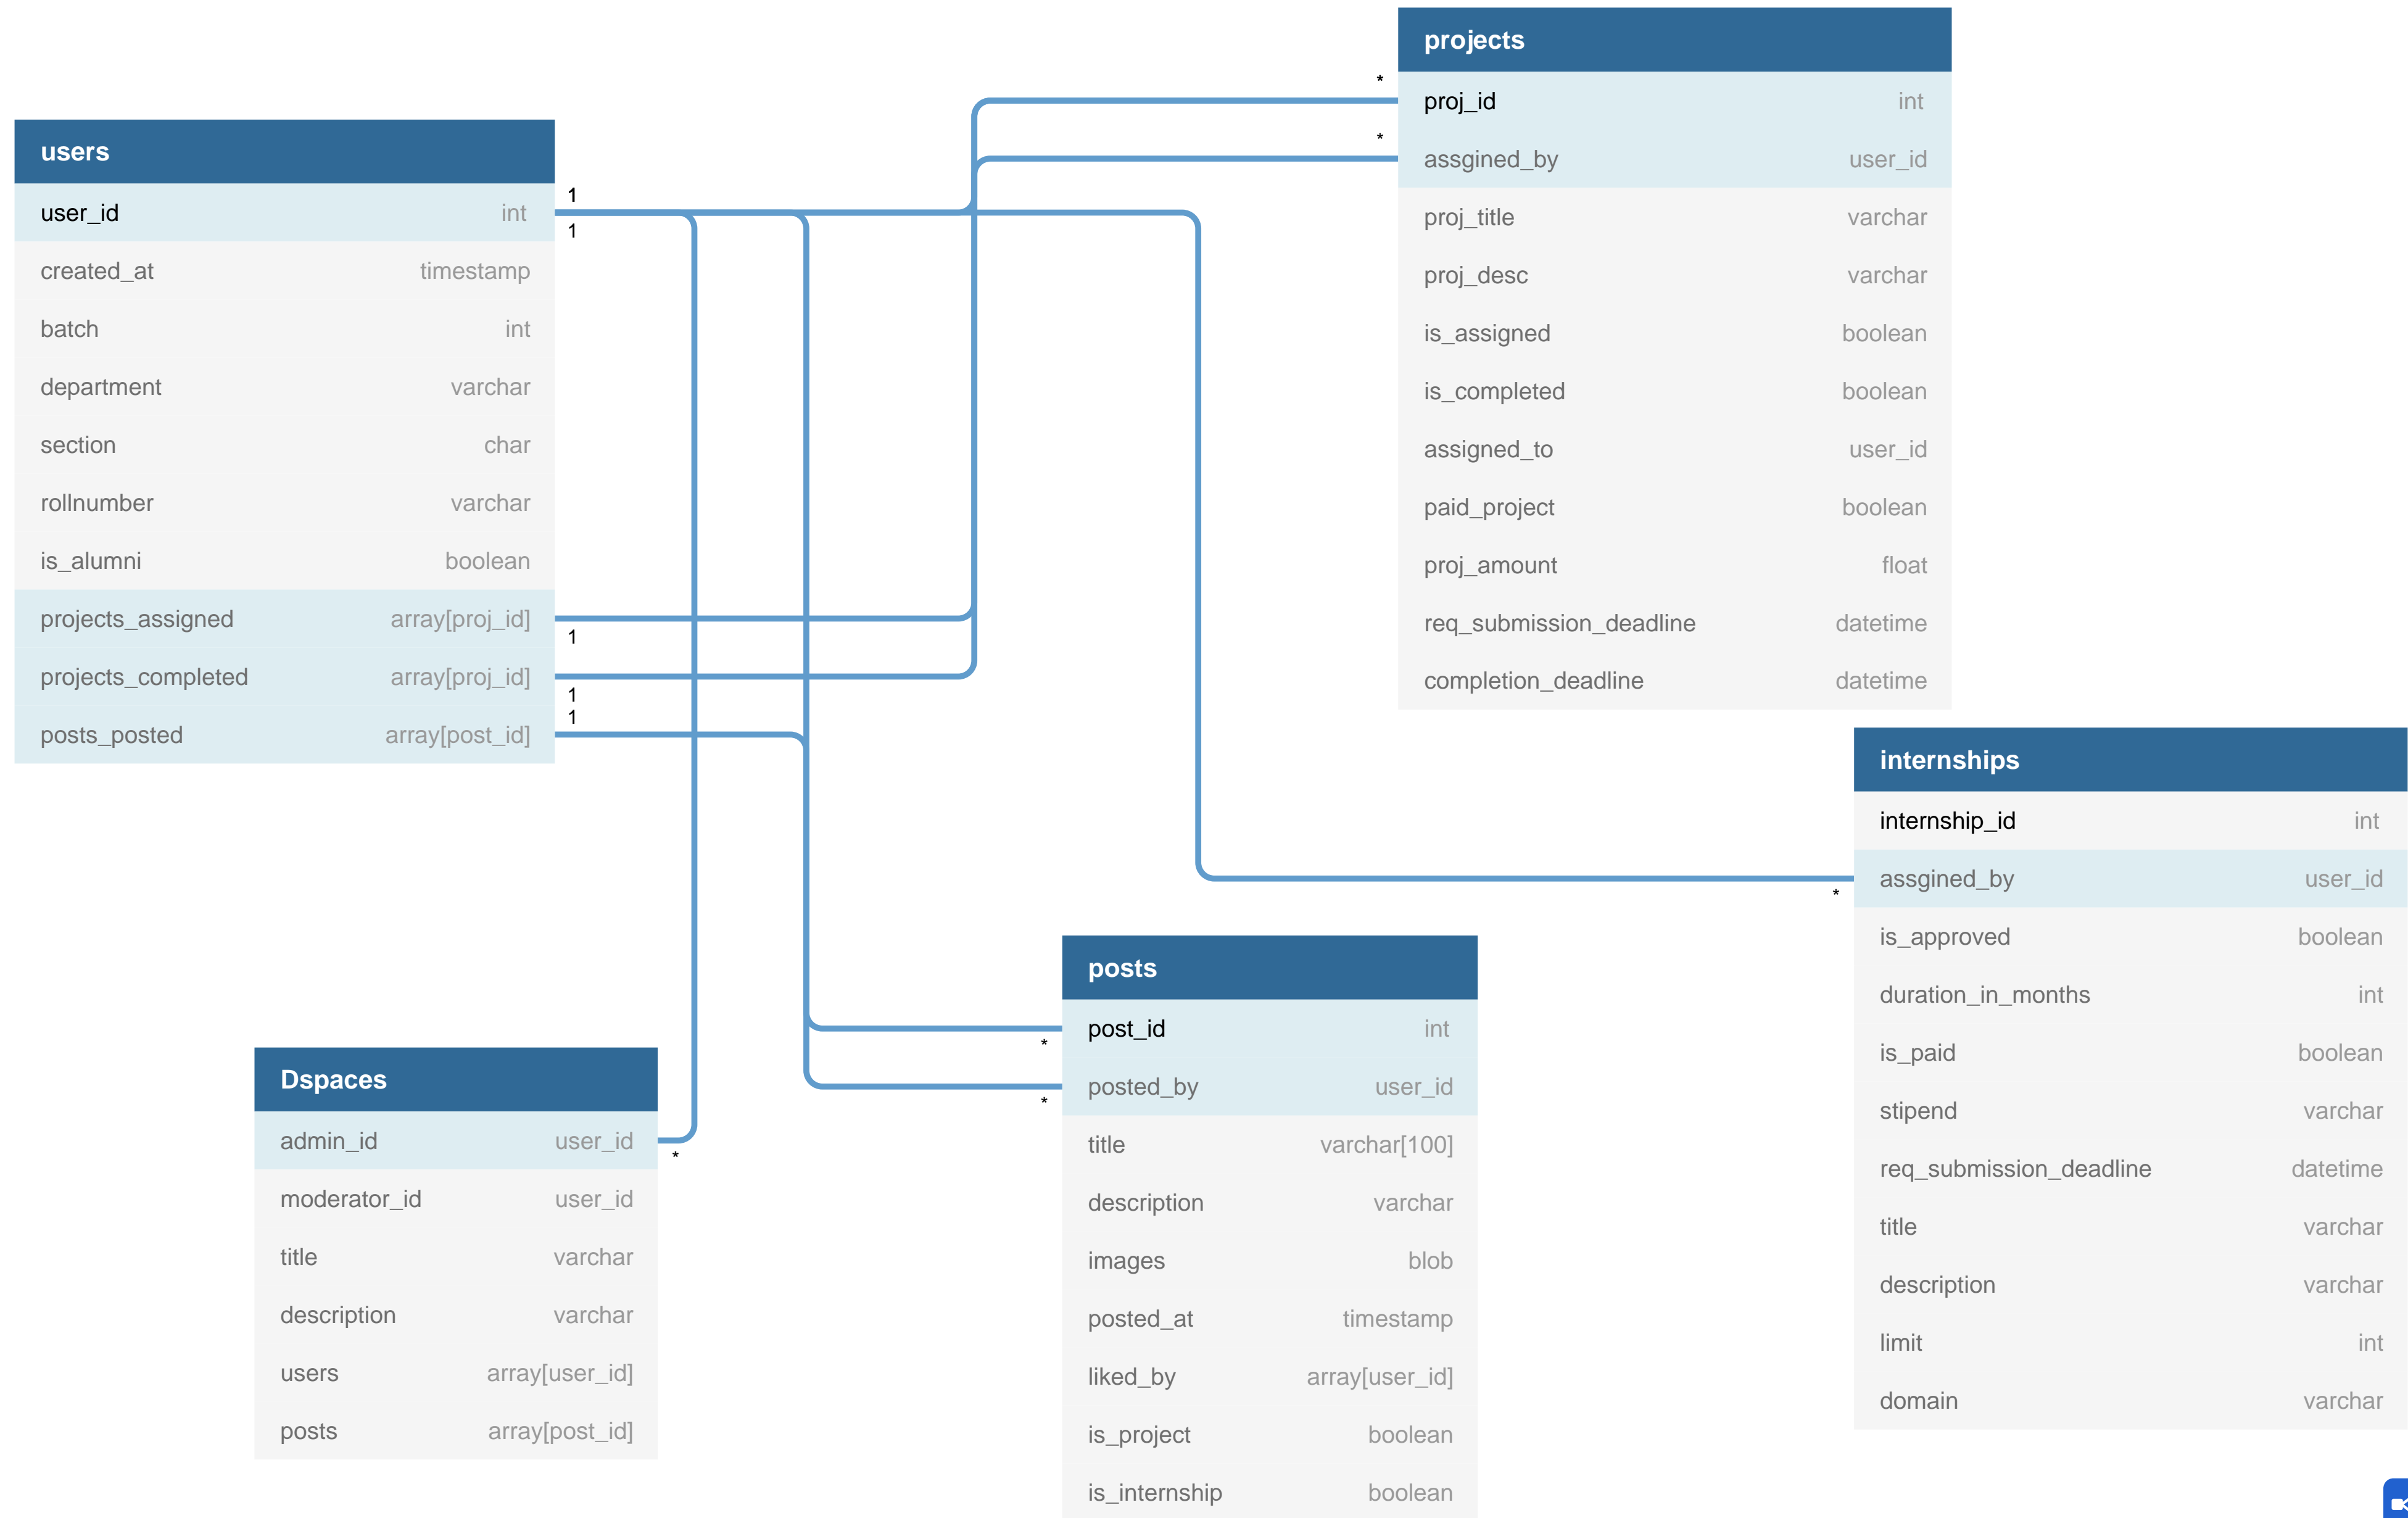 users
user_id int
created_at timestamp
batch int
department varchar
section char
rollnumber varchar
is_alumni boolean
projects_assigned array[proj_id]
projects_completed array[proj_id]
posts_posted array[post_id]
1
1
1
1
1
projects
proj_id int
assgined_by user_id
proj_title varchar
proj_desc varchar
is_assigned boolean
is_completed boolean
assigned_to user_id
paid_project boolean
proj_amount float
req_submission_deadline datetime
completion_deadline datetime
*
*
internships
internship_id int
assgined_by user_id
is_approved boolean
duration_in_months int
is_paid boolean
stipend varchar
req_submission_deadline datetime
title varchar
description varchar
limit int
domain varchar
*
posts
post_id int
posted_by user_id
title varchar[100]
description varchar
images blob
posted_at timestamp
liked_by array[user_id]
is_project boolean
is_internship boolean
*
*
Dspaces
admin_id user_id
moderator_id user_id
title varchar
description varchar
users array[user_id]
posts array[post_id]
*